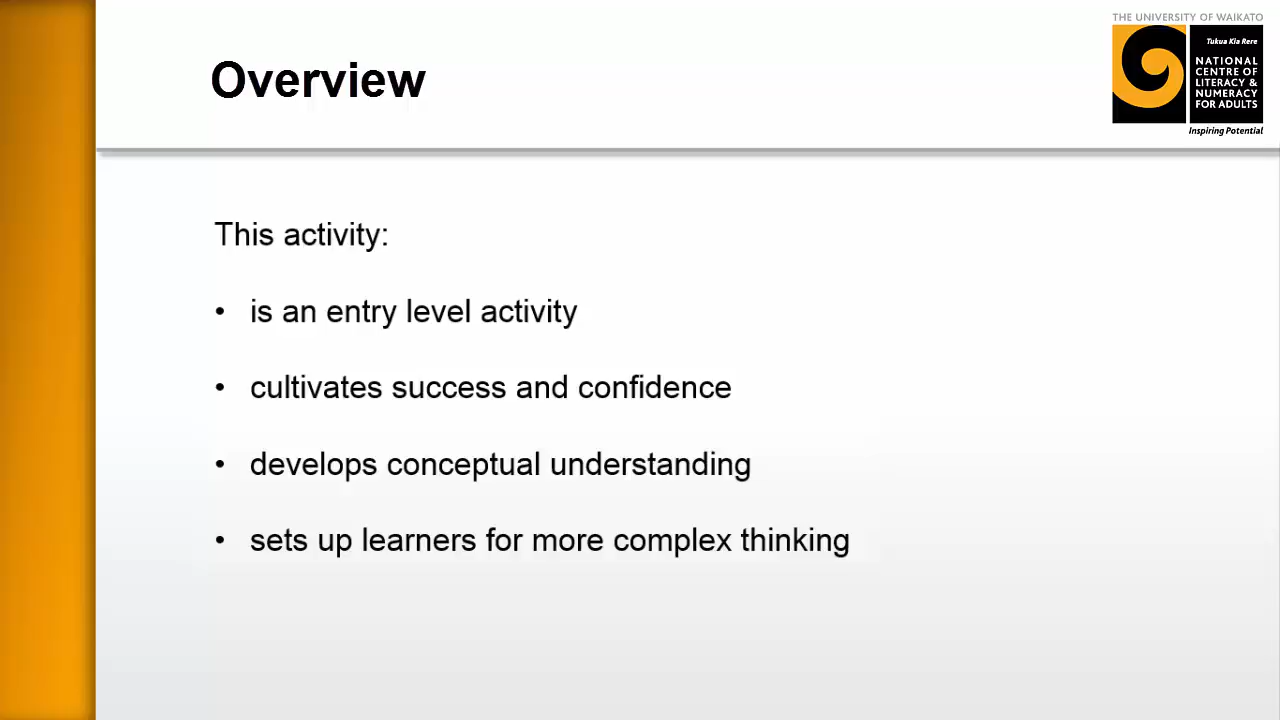 THE UNIVERSITY OF WAIKATO
Tukua Kia Rere
NATIONAL
CENTRE OF
LITERACY &
NUMERACY
FOR ADULTS
Inspiring Potential
Overview
This activity:
• is an entry level activity
• cultivates success and confidence
• develops conceptual understanding
• sets up learners for more complex thinking